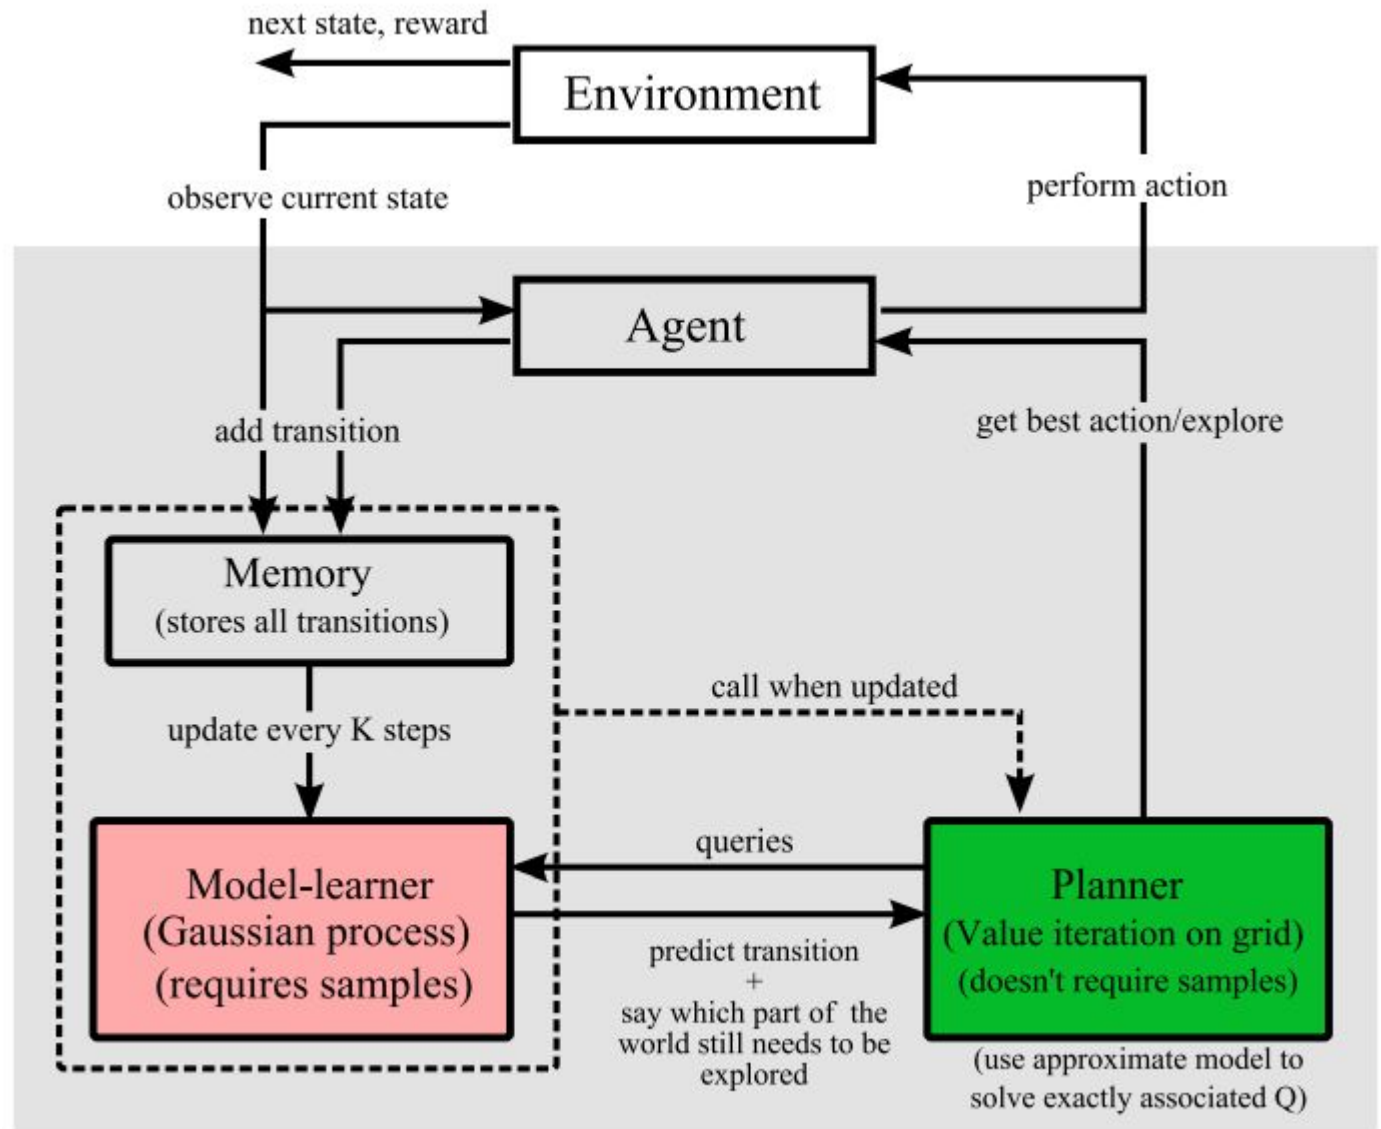 next state, reward
Environment
observe current state
perform action
Agent
add transition
get best action/explore
Memory
(stores all transitions)
call when updated
update every K steps
queries
Model-learner
(Gaussian process)
(requires samples)
Planner
(Value iteration on grid)
(doesn't require samples)
predict transition
+
say which part of the
world still needs to be
explored
(use approximate model to
solve exactly associated Q)